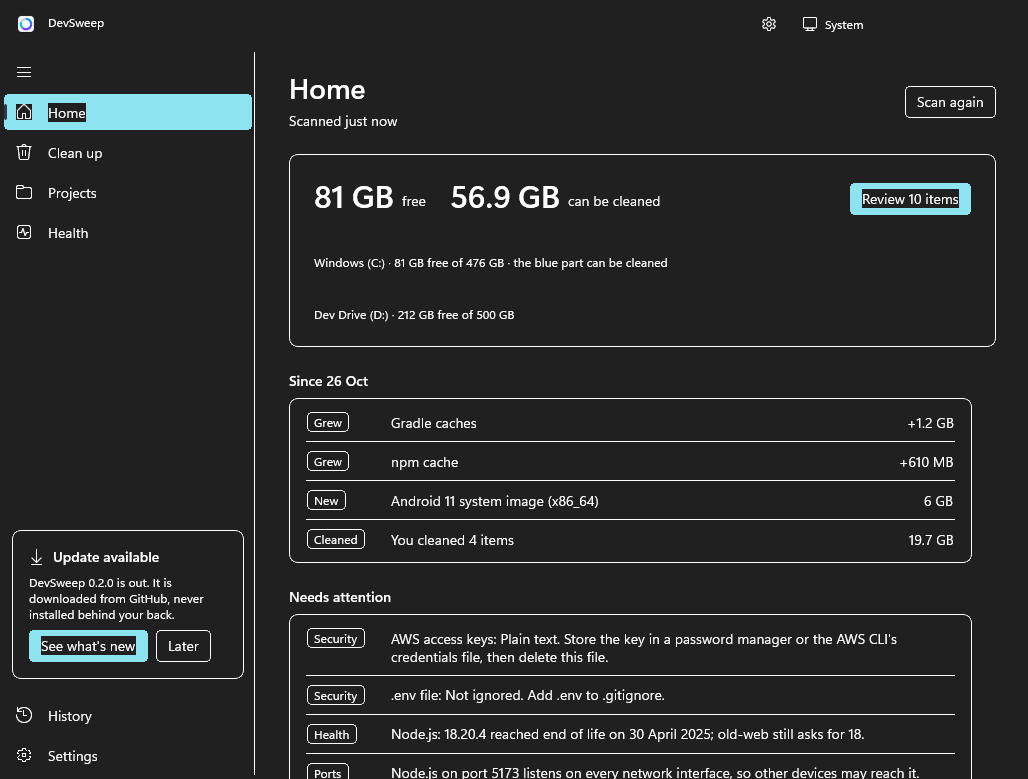 DevSweep
System
Home
Clean up
Projects
Health
Update available
DevSweep 0.2.0 is out. It is
downloaded from GitHub, never
installed behind your back.
See what's new
Later
History
Settings
Home
Scanned just now
Scan again
81 GB free 56.9 GB can be cleaned
Review 10 items
Windows (C:) · 81 GB free of 476 GB · the blue part can be cleaned
Dev Drive (D:) · 212 GB free of 500 GB
Since 26 Oct
Grew Gradle caches +1.2 GB
Grew npm cache +610 MB
New Android 11 system image (x86_64) 6 GB
Cleaned You cleaned 4 items 19.7 GB
Needs attention
Security AWS access keys: Plain text. Store the key in a password manager or the AWS CLI's
credentials file, then delete this file.
Security .env file: Not ignored. Add .env to .gitignore.
Health Node.js: 18.20.4 reached end of life on 30 April 2025; old-web still asks for 18.
Ports Node.js on port 5173 listens on every network interface, so other devices may reach it.